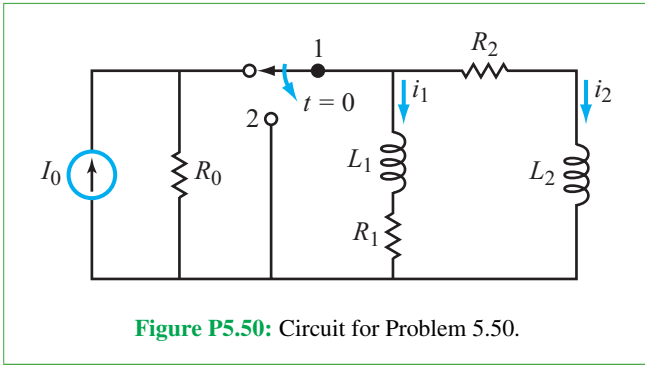 1
R2
t = 0
i1
i2
2
I0
R0
L1
L2
R1
Figure P5.50: Circuit for Problem 5.50.